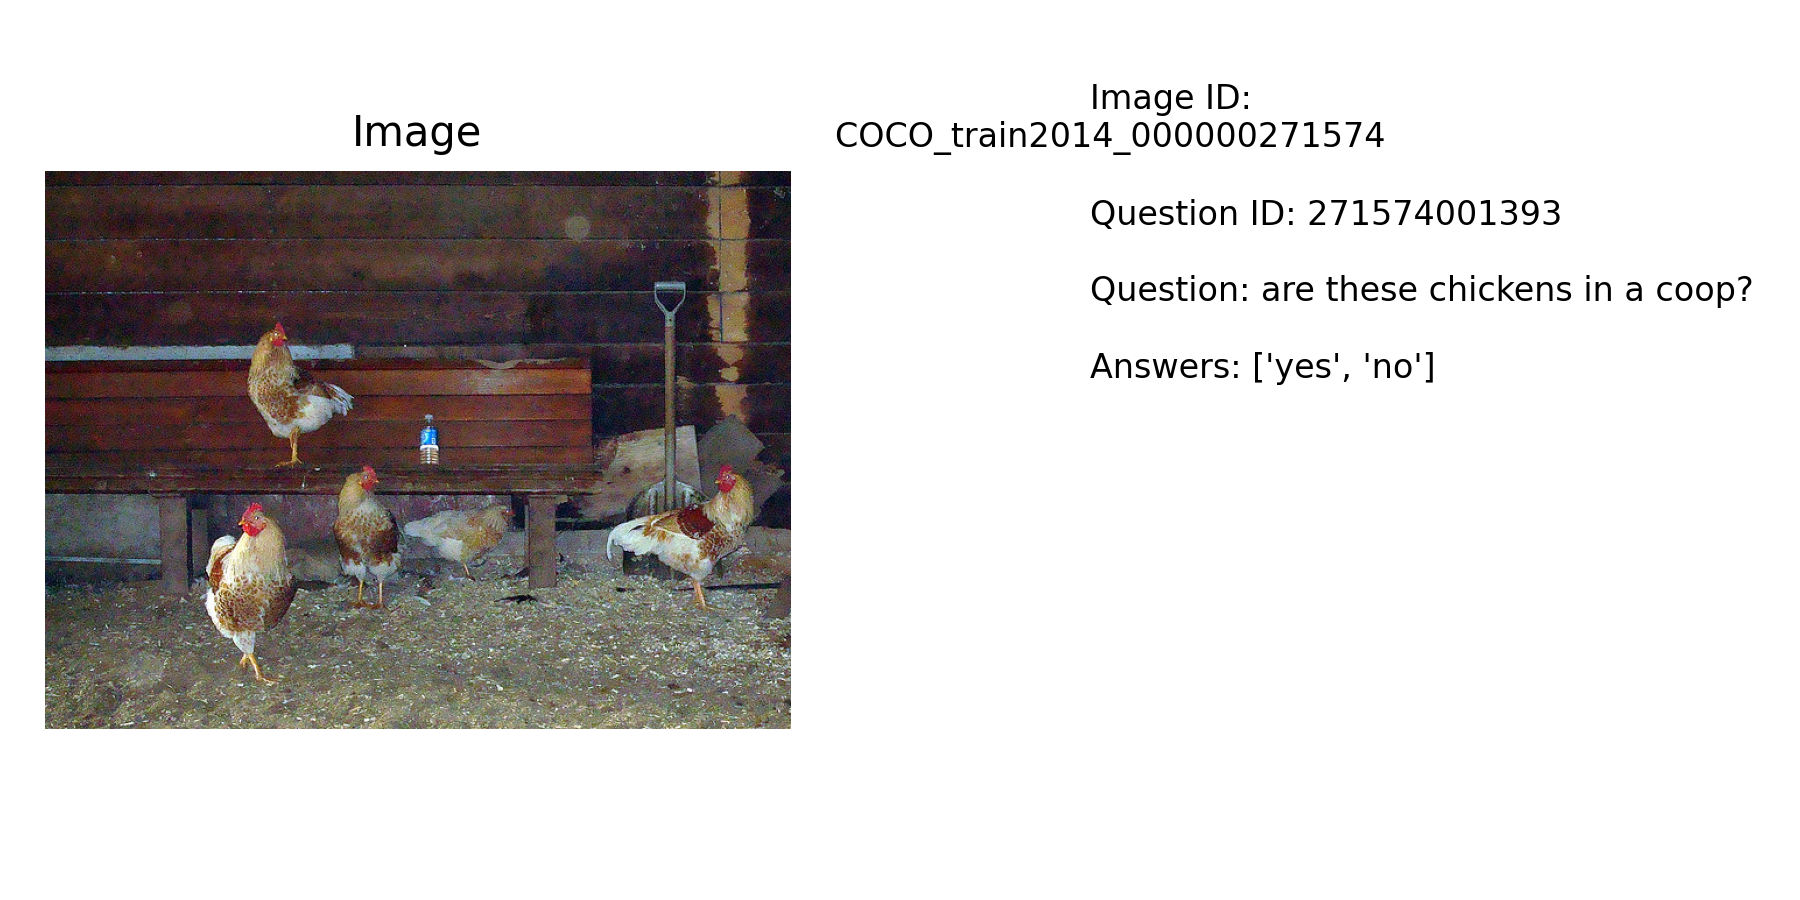 Image
Image ID:
COCO_train2014_000000271574
Question ID: 271574001393
Question: are these chickens in a coop?
Answers: ['yes', 'no']